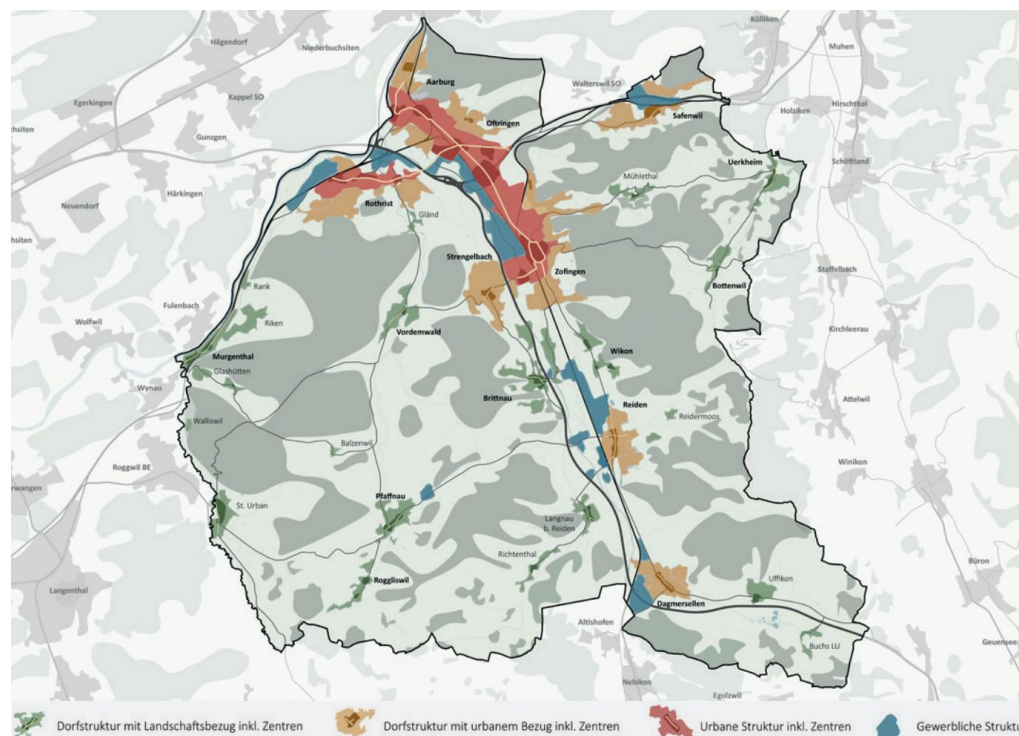 Kölliken
Hägendorf
Niederbuchsiten
Muhen
Aarburg
Walterswil SO
Egerkingen
Kappel SO
Hirschthal
Holziken
Oftringen
Safenwil
chsiten
Gunzgen
Uerkheim
Schöftland
Mühlethal
Härkingen
Neuendorf
Rothrist
Gländ
chsiten
Strengelbach
Zofingen
Staffelbach
Bottenwil
Rank
Fulenbach
Wolfwil
Riken
Vordemwald
Kirchleerau
Wikon
Murgenthal
Glashütten
Wynau
Brittnau
Attelwil
Reiden
Reidermoos
Walliswil
Balzenwil
Winikon
Roggwil BE
rwangen
Pfaffnau
St. Urban
Langnau
b. Reiden
Richtenthal
Büron
Roggliswil
Uffikon
Langenthal
Dagmersellen
Altishofen
Geuensee
Buchs LU
Nebikon
Egolzwil
Dorfstruktur mit Landschaftsbezug inkl. Zentren
Dorfstruktur mit urbanem Bezug inkl. Zentren
Urbane Struktur inkl. Zentren
Gewerbliche Struktu